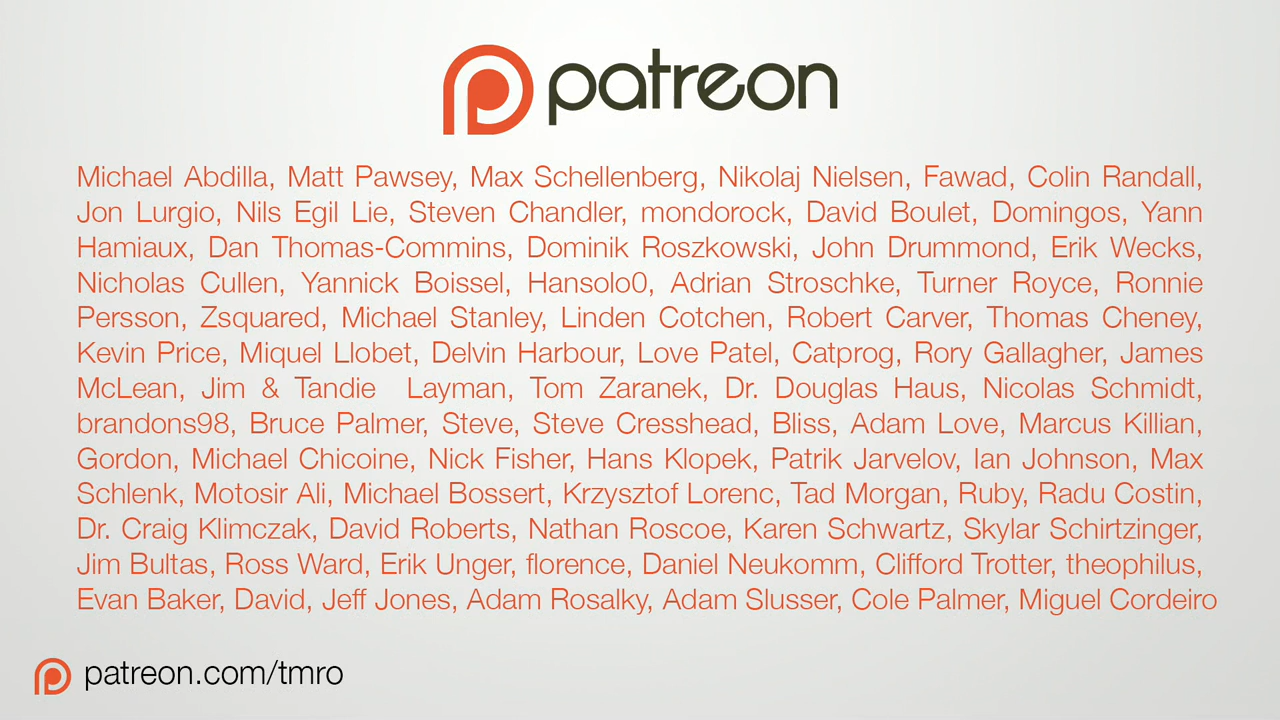 patreon
Michael Abdilla, Matt Pawsey, Max Schellenberg, Nikolaj Nielsen, Fawad, Colin Randall,
Jon Lurgio, Nils Egil Lie, Steven Chandler, mondorock, David Boulet, Domingos, Yann
Hamiaux, Dan Thomas-Commins, Dominik Roszkowski, John Drummond, Erik Wecks,
Nicholas Cullen, Yannick Boissel, Hansolo0, Adrian Stroschke, Turner Royce, Ronnie
Persson, Zsquared, Michael Stanley, Linden Cotchen, Robert Carver, Thomas Cheney,
Kevin Price, Miquel Llobet, Delvin Harbour, Love Patel, Catprog, Rory Gallagher, James
McLean, Jim & Tandie Layman, Tom Zaranek, Dr. Douglas Haus, Nicolas Schmidt,
brandons98, Bruce Palmer, Steve, Steve Cresshead, Bliss, Adam Love, Marcus Killian,
Gordon, Michael Chicoine, Nick Fisher, Hans Klopek, Patrik Jarvelov, Ian Johnson, Max
Schlenk, Motosir Ali, Michael Bossert, Krzysztof Lorenc, Tad Morgan, Ruby, Radu Costin,
Dr. Craig Klimczak, David Roberts, Nathan Roscoe, Karen Schwartz, Skylar Schirtzinger,
Jim Bultas, Ross Ward, Erik Unger, florence, Daniel Neukomm, Clifford Trotter, theophilus,
Evan Baker, David, Jeff Jones, Adam Rosalky, Adam Slusser, Cole Palmer, Miguel Cordeiro
patreon.com/tmro